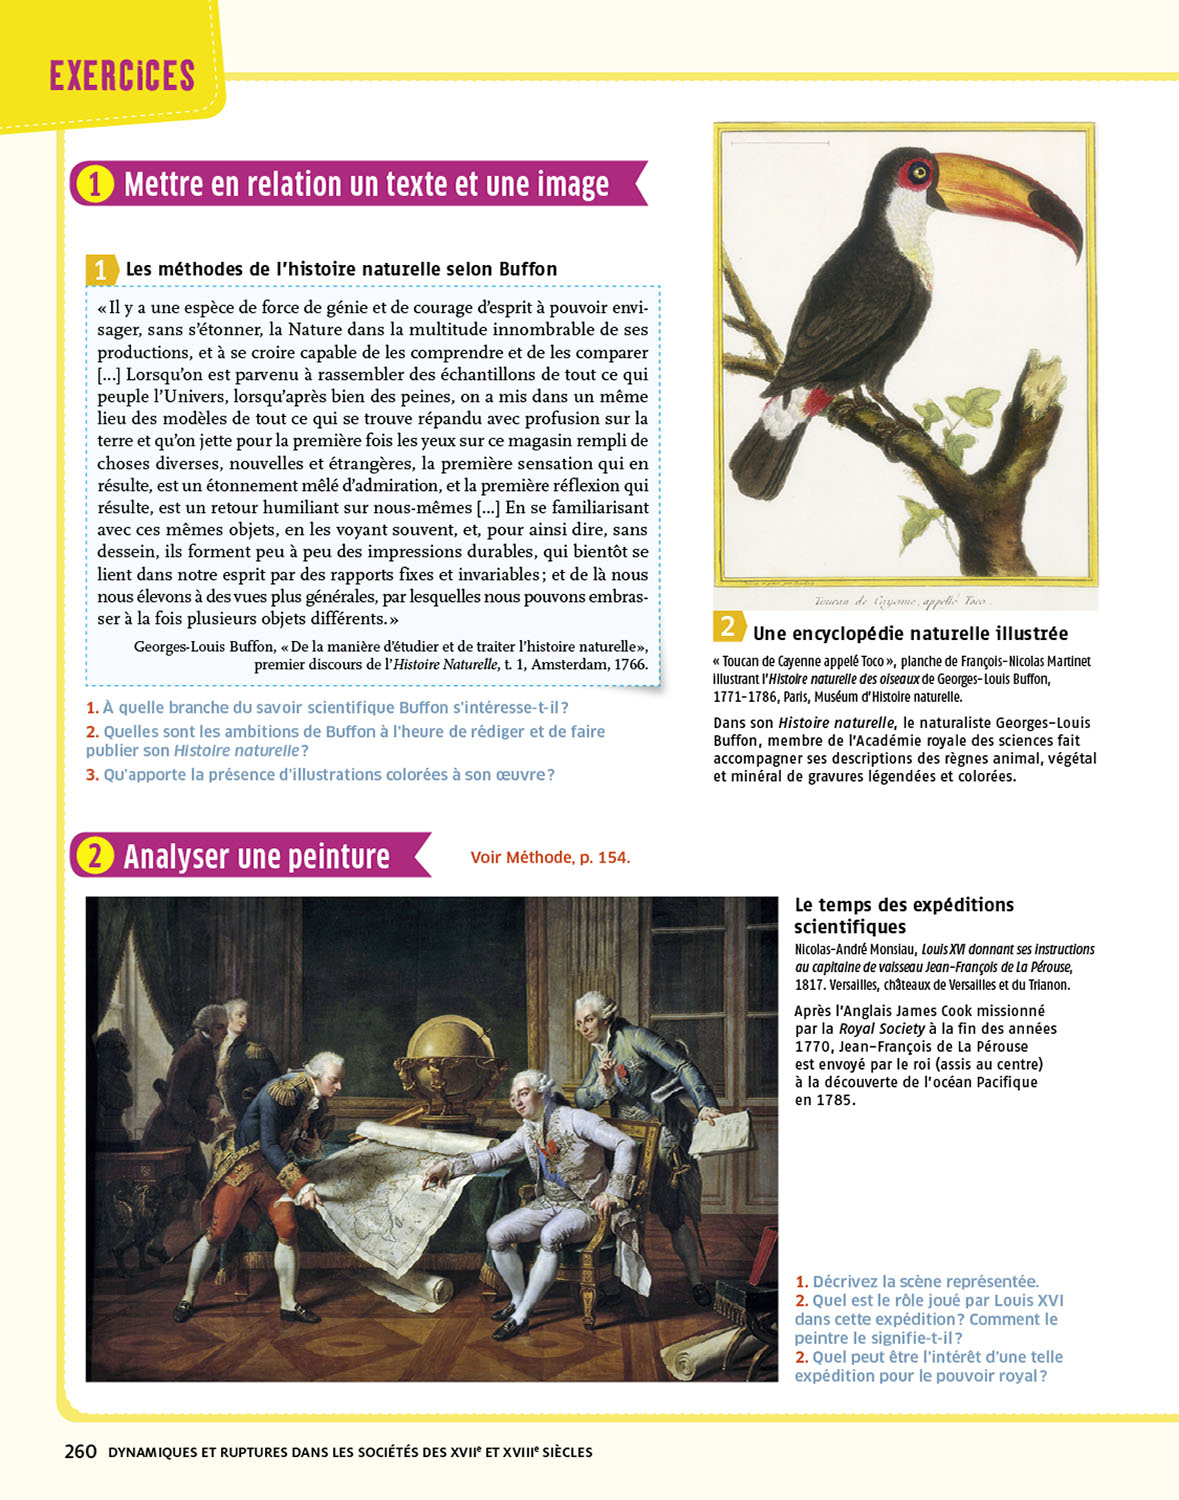 EXERCiCES
1 Mettre en relation un texte et une image
1 Les méthodes de l'histoire naturelle selon Buffon
« Il y a une espèce de force de génie et de courage d'esprit à pouvoir envi-
sager, sans s'étonner, la Nature dans la multitude innombrable de ses
productions, et à se croire capable de les comprendre et de les comparer
[…] Lorsqu'on est parvenu à rassembler des échantillons de tout ce qui
peuple l'Univers, lorsqu'après bien des peines, on a mis dans un même
lieu des modèles de tout ce qui se trouve répandu avec profusion sur la
terre et qu'on jette pour la première fois les yeux sur ce magasin rempli de
choses diverses, nouvelles et étrangères, la première sensation qui en
résulte, est un étonnement mêlé d'admiration, et la première réflexion qui
résulte, est un retour humiliant sur nous-mêmes […] En se familiarisant
avec ces mêmes objets, en les voyant souvent, et, pour ainsi dire, sans
dessein, ils forment peu à peu des impressions durables, qui bientôt se
lient dans notre esprit par des rapports fixes et invariables ; et de là nous
nous élevons à des vues plus générales, par lesquelles nous pouvons embras-
ser à la fois plusieurs objets différents. »
Georges-Louis Buffon, « De la manière d'étudier et de traiter l'histoire naturelle »,
premier discours de l'Histoire Naturelle, t. 1, Amsterdam, 1766.
1. À quelle branche du savoir scientifique Buffon s'intéresse-t-il ?
2. Quelles sont les ambitions de Buffon à l'heure de rédiger et de faire
publier son Histoire naturelle ?
3. Qu'apporte la présence d'illustrations colorées à son œuvre ?
Toucan de Cayenne, appellé Toco.
2 Une encyclopédie naturelle illustrée
« Toucan de Cayenne appelé Toco », planche de François-Nicolas Martinet
illustrant l'Histoire naturelle des oiseaux de Georges-Louis Buffon,
1771-1786, Paris, Muséum d'Histoire naturelle.
Dans son Histoire naturelle, le naturaliste Georges-Louis
Buffon, membre de l'Académie royale des sciences fait
accompagner ses descriptions des règnes animal, végétal
et minéral de gravures légendées et colorées.
2 Analyser une peinture
Voir Méthode, p. 154.
Le temps des expéditions
scientifiques
Nicolas-André Monsiau, Louis XVI donnant ses instructions
au capitaine de vaisseau Jean-François de La Pérouse,
1817. Versailles, châteaux de Versailles et du Trianon.
Après l'Anglais James Cook missionné
par la Royal Society à la fin des années
1770, Jean-François de La Pérouse
est envoyé par le roi (assis au centre)
à la découverte de l'océan Pacifique
en 1785.
1. Décrivez la scène représentée.
2. Quel est le rôle joué par Louis XVI
dans cette expédition ? Comment le
peintre le signifie-t-il ?
2. Quel peut être l'intérêt d'une telle
expédition pour le pouvoir royal ?
260 DYNAMIQUES ET RUPTURES DANS LES SOCIÉTÉS DES XVIIe ET XVIIIe SIÈCLES